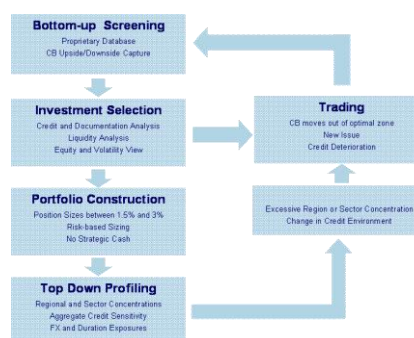 Bottom-up Screening
Proprietary Database
CB Upside/Downside Capture
Investment Selection
Credit and Documentation Analysis
Liquidity Analysis
Equity and Volatility View
Portfolio Construction
Position Sizes between 1.5% and 3%
Risk-based Sizing
No Strategic Cash
Top Down Profiling
Regional and Sector Concentrations
Aggregate Credit Sensitivity
FX and Duration Exposures
Trading
CB moves out of optimal zone
New Issue
Credit Deterioration
Excessive Region or Sector Concentration
Change in Credit Environment